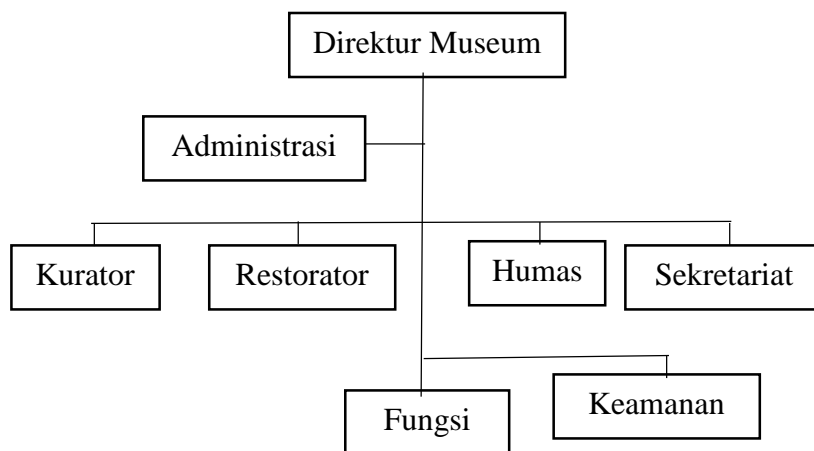 Direktur Museum
Administrasi
Kurator
Restorator
Humas
Sekretariat
Fungsi
Keamanan